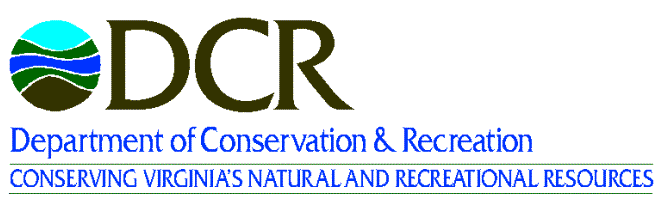 DCR
Department of Conservation & Recreation
CONSERVING VIRGINIA'S NATURAL AND RECREATIONAL RESOURCES